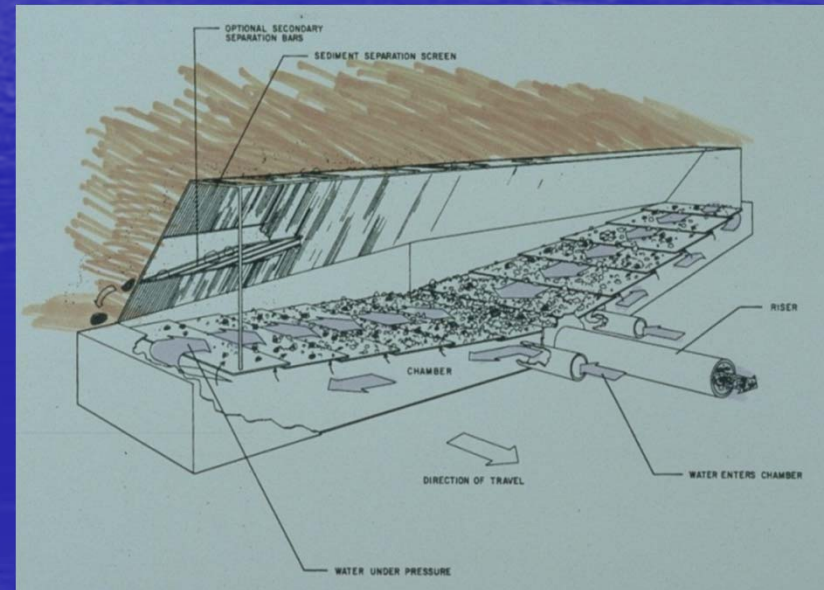 OPTIONAL SECONDARY
SEPARATION BARS
SEDIMENT SEPARATION SCREEN
RISER
CHAMBER
WATER ENTERS CHAMBER
DIRECTION OF TRAVEL
WATER UNDER PRESSURE